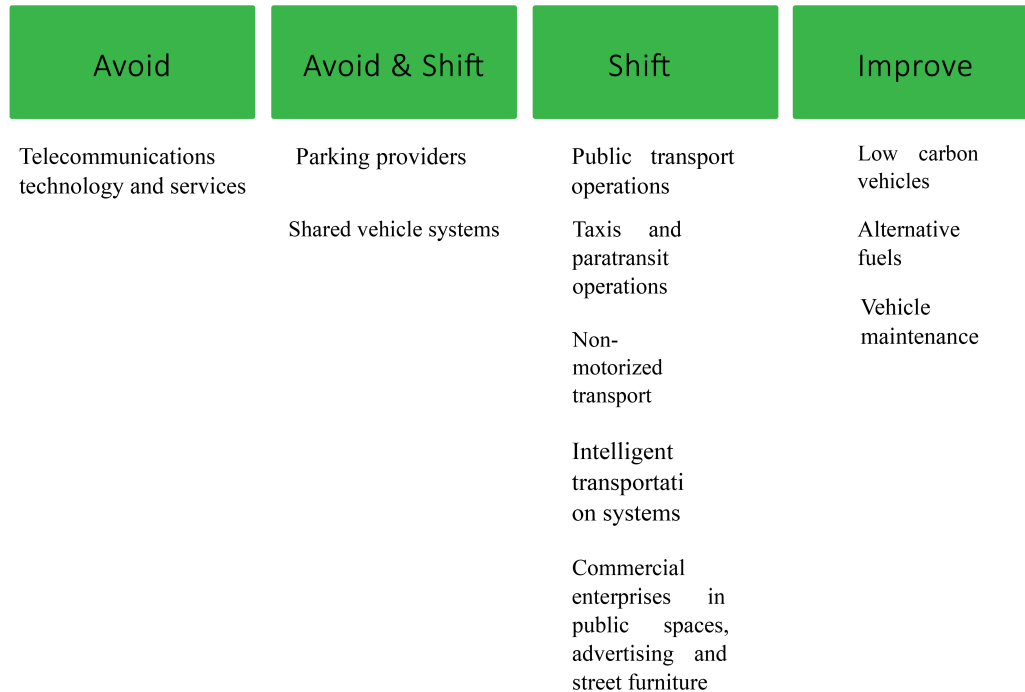 Avoid
Telecommunications
technology and services
Avoid & Shift
Parking providers
Shared vehicle systems
Shift
Public transport
operations
Taxis and
paratransit
operations
Non-
motorized
transport
Intelligent
transportati
on systems
Commercial
enterprises in
public spaces,
advertising and
street furniture
Improve
Low carbon
vehicles
Alternative
fuels
Vehicle
maintenance